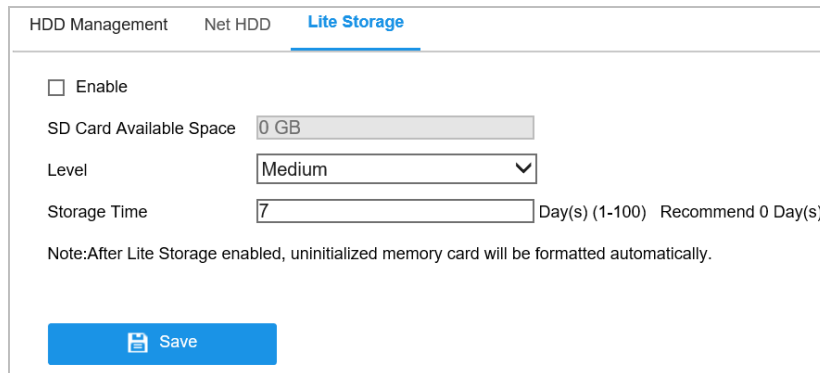 HDD Management Net HDD Lite Storage
Enable
SD Card Available Space 0 GB
Level Medium
Storage Time 7 Day(s) (1-100) Recommend 0 Day(s)
Note:After Lite Storage enabled, uninitialized memory card will be formatted automatically.
Save